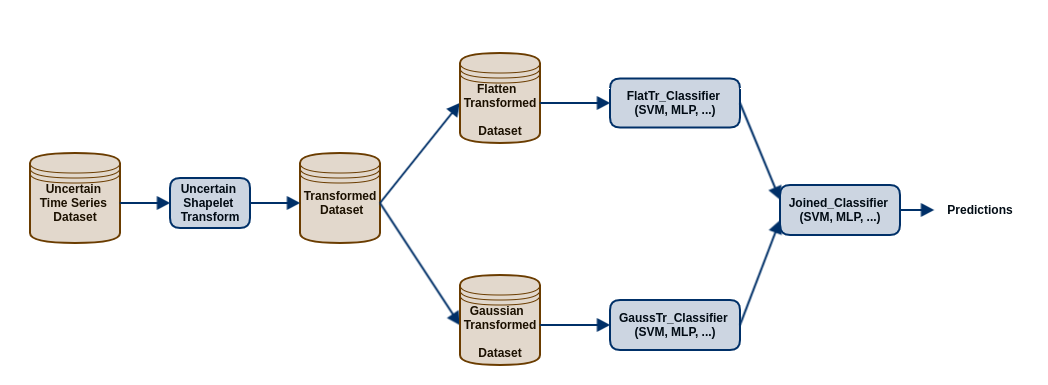 Uncertain
Time Series
Dataset
Uncertain
Shapelet
Transform
Transformed
Dataset
Flatten
Transformed
Dataset
FlatTr_Classifier
(SVM, MLP, ...)
Gaussian
Transformed
Dataset
GaussTr_Classifier
(SVM, MLP, ...)
Joined_Classifier
(SVM, MLP, ...)
Predictions